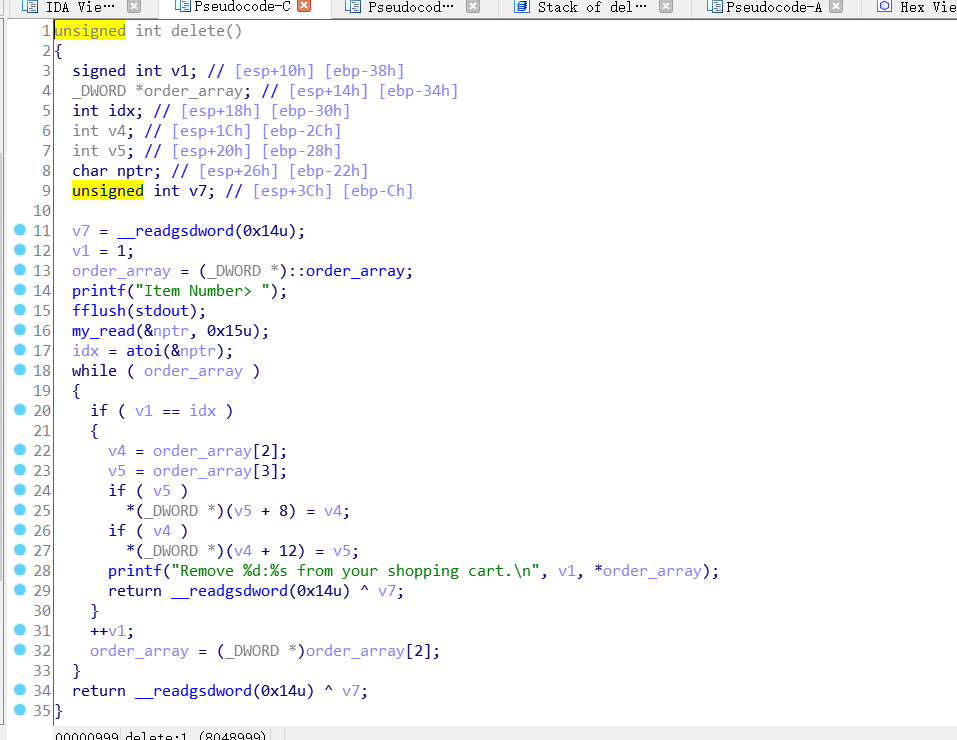 IDA Vie··· Pseudocode-C Pseudocod··· Stack of del··· Pseudocode-A Hex Vie
1 unsigned int delete()
2 {
3 signed int v1; // [esp+10h] [ebp-38h]
4 _DWORD *order_array; // [esp+14h] [ebp-34h]
5 int idx; // [esp+18h] [ebp-30h]
6 int v4; // [esp+1Ch] [ebp-2Ch]
7 int v5; // [esp+20h] [ebp-28h]
8 char nptr; // [esp+26h] [ebp-22h]
9 unsigned int v7; // [esp+3Ch] [ebp-Ch]
10
11 v7 = __readgsdword(0x14u);
12 v1 = 1;
13 order_array = (_DWORD *)::order_array;
14 printf("Item Number> ");
15 fflush(stdout);
16 my_read(&nptr, 0x15u);
17 idx = atoi(&nptr);
18 while ( order_array )
19 {
20 if ( v1 == idx )
21 {
22 v4 = order_array[2];
23 v5 = order_array[3];
24 if ( v5 )
25 *(_DWORD *)(v5 + 8) = v4;
26 if ( v4 )
27 *(_DWORD *)(v4 + 12) = v5;
28 printf("Remove %d:%s from your shopping cart.\n", v1, *order_array);
29 return __readgsdword(0x14u) ^ v7;
30 }
31 ++v1;
32 order_array = (_DWORD *)order_array[2];
33 }
34 return __readgsdword(0x14u) ^ v7;
35 }
00000999 delete:1 (8048999)